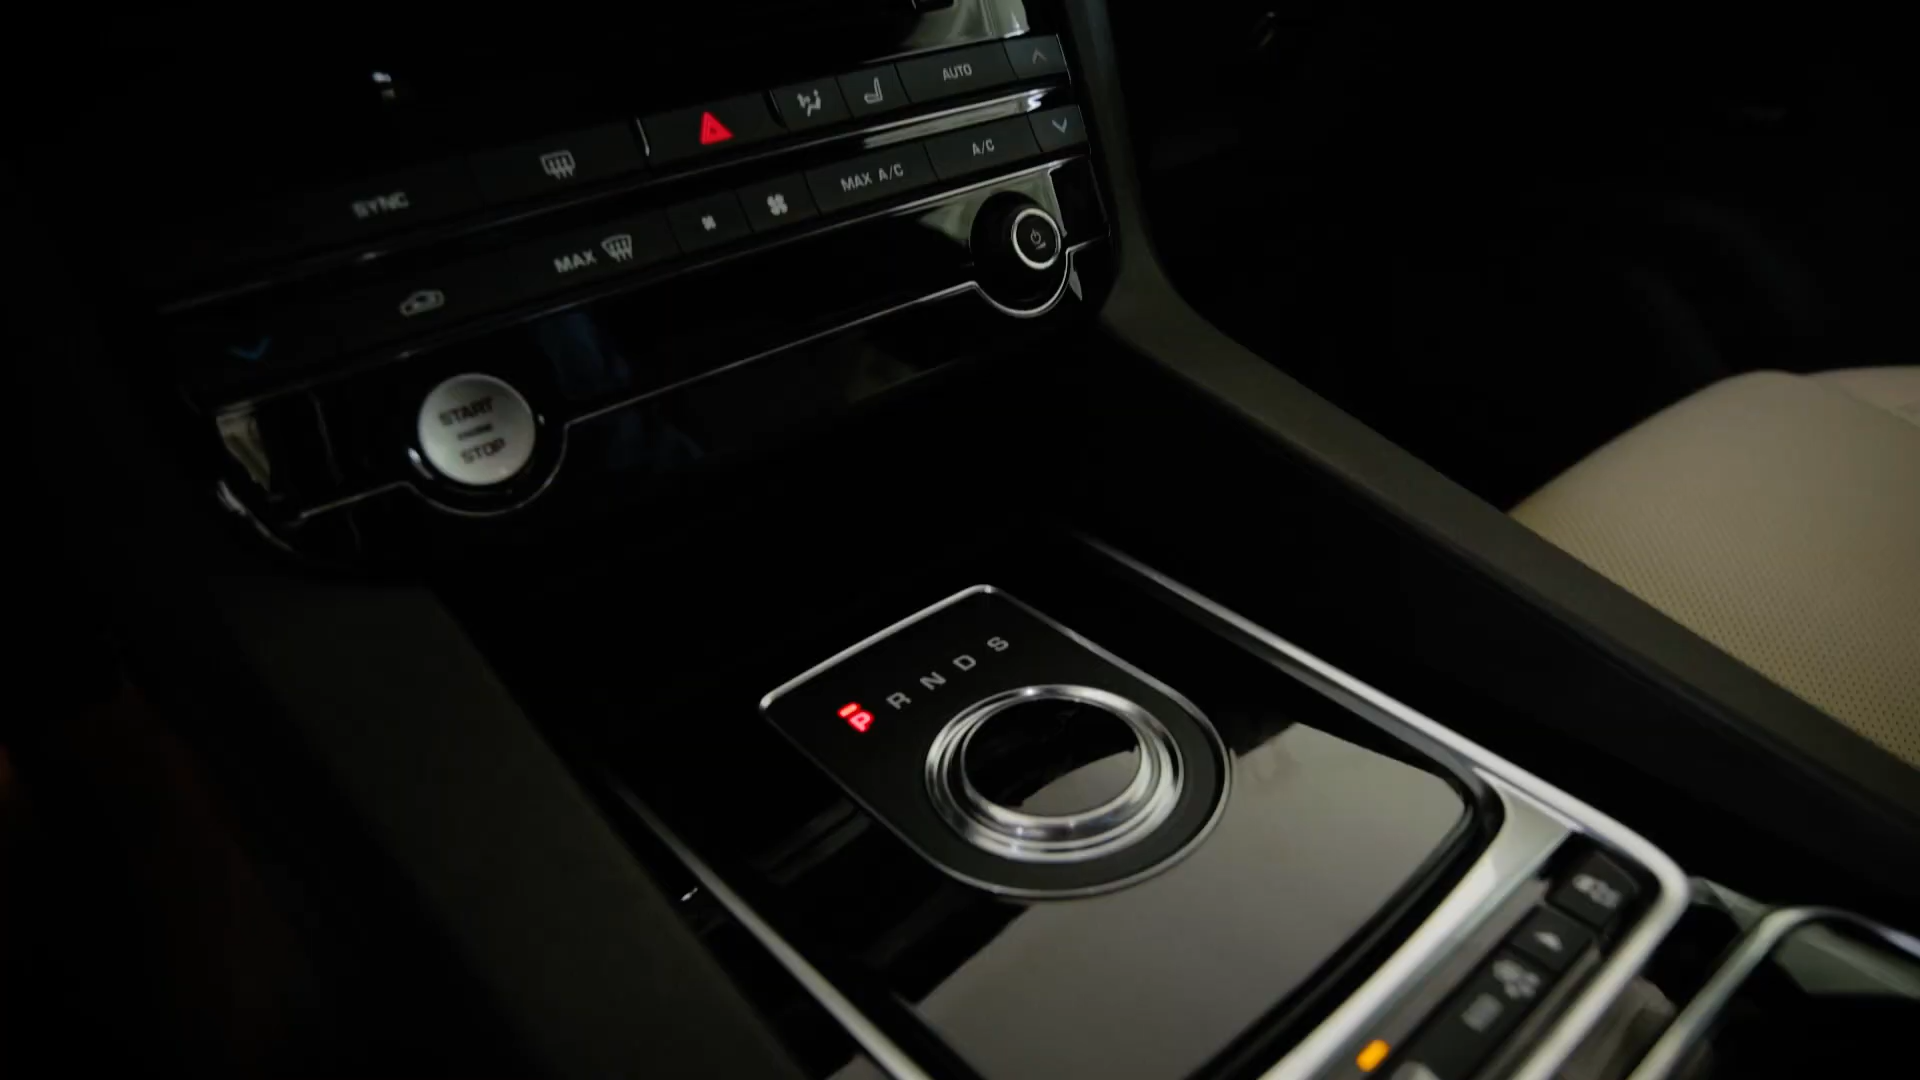 AUTO
SYNC
A/C
MAX A/C
MAX
START
STOP
P R N D S